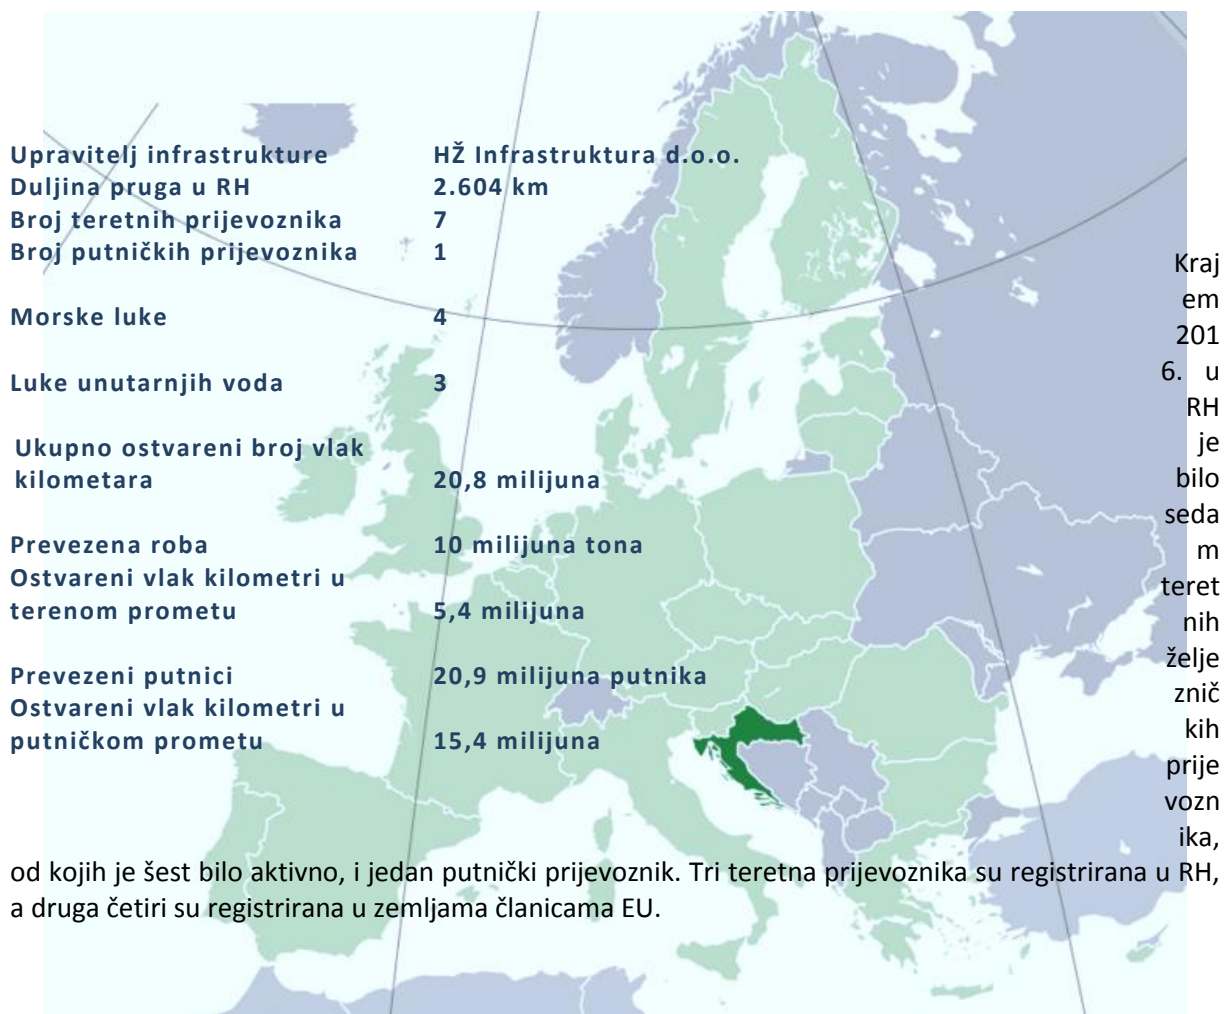 Upravitelj infrastrukture HŽ Infrastruktura d.o.o.
Duljina pruga u RH 2.604 km
Broj teretnih prijevoznika 7
Broj putničkih prijevoznika 1
Morske luke 4
Luke unutarnjih voda 3
Ukupno ostvareni broj vlak
kilometara 20,8 milijuna
Prevezena roba 10 milijuna tona
Ostvareni vlak kilometri u
terenom prometu 5,4 milijuna
Prevezeni putnici 20,9 milijuna putnika
Ostvareni vlak kilometri u
putničkom prometu 15,4 milijuna
Kraj
em
201
6. u
RH
je
bilo
seda
m
teret
nih
želje
znič
kih
prije
vozn
ika,
od kojih je šest bilo aktivno, i jedan putnički prijevoznik. Tri teretna prijevoznika su registrirana u RH,
a druga četiri su registrirana u zemljama članicama EU.